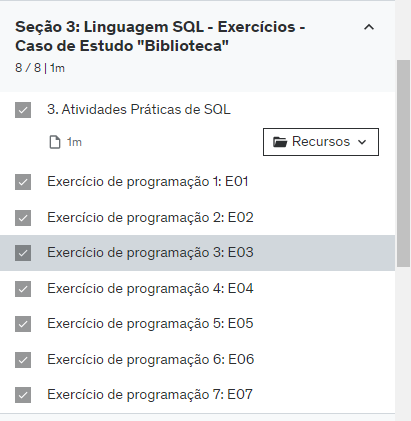 Seção 3: Linguagem SQL - Exercícios -
Caso de Estudo "Biblioteca"
8 / 8 | 1m
3. Atividades Práticas de SQL
1m
Recursos
Exercício de programação 1: E01
Exercício de programação 2: E02
Exercício de programação 3: E03
Exercício de programação 4: E04
Exercício de programação 5: E05
Exercício de programação 6: E06
Exercício de programação 7: E07